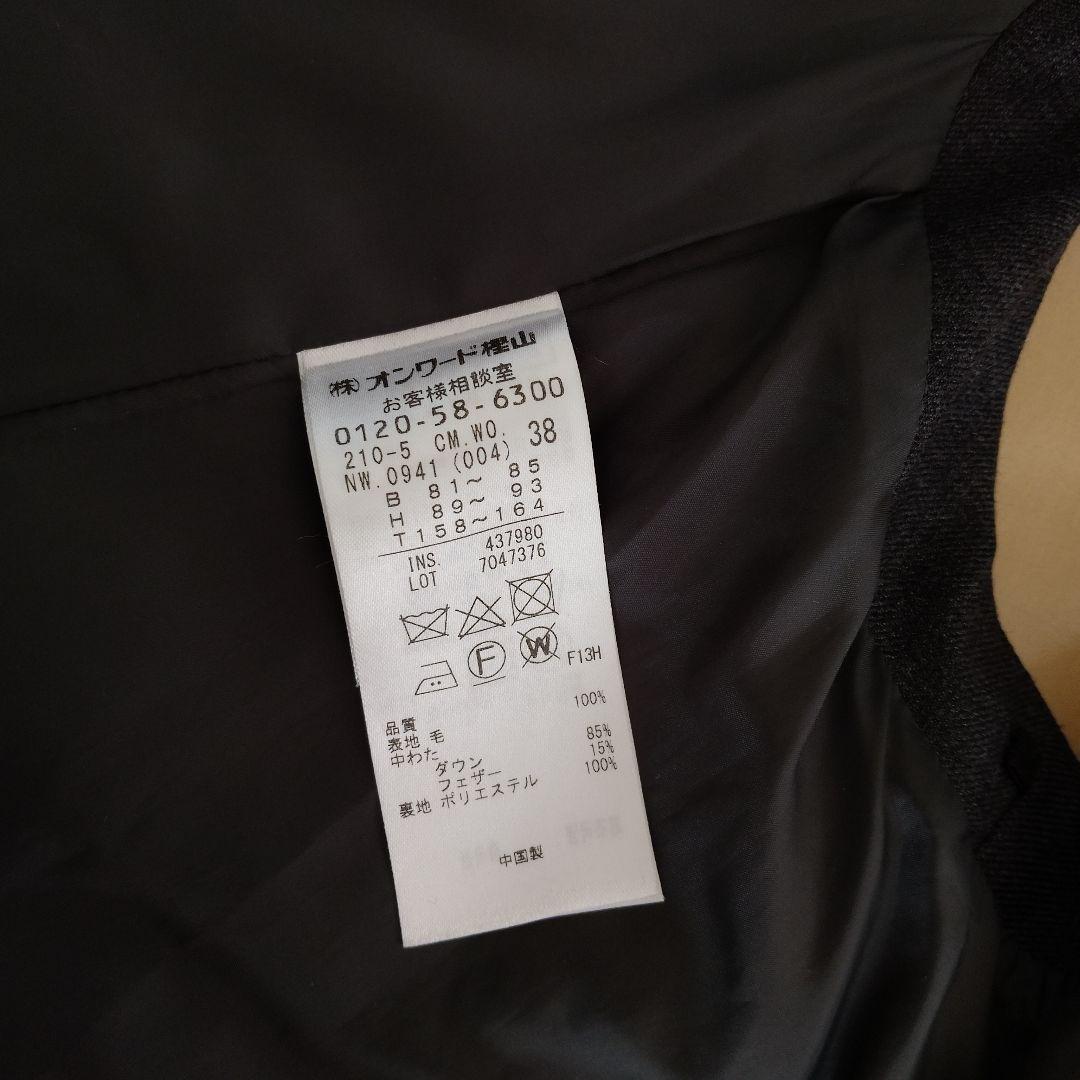 ㈱オンワード樫山
お客様相談室
0120-58-6300
210-5 CM.WO. 38
NW.0941 (004)
B 81～ 85
H 89～ 93
T158～164
INS. 437980
LOT 7047376
F W F13H
品質
表地 毛 100%
中わた
ダウン 85%
フェザー 15%
裏地 ポリエステル 100%
中国製